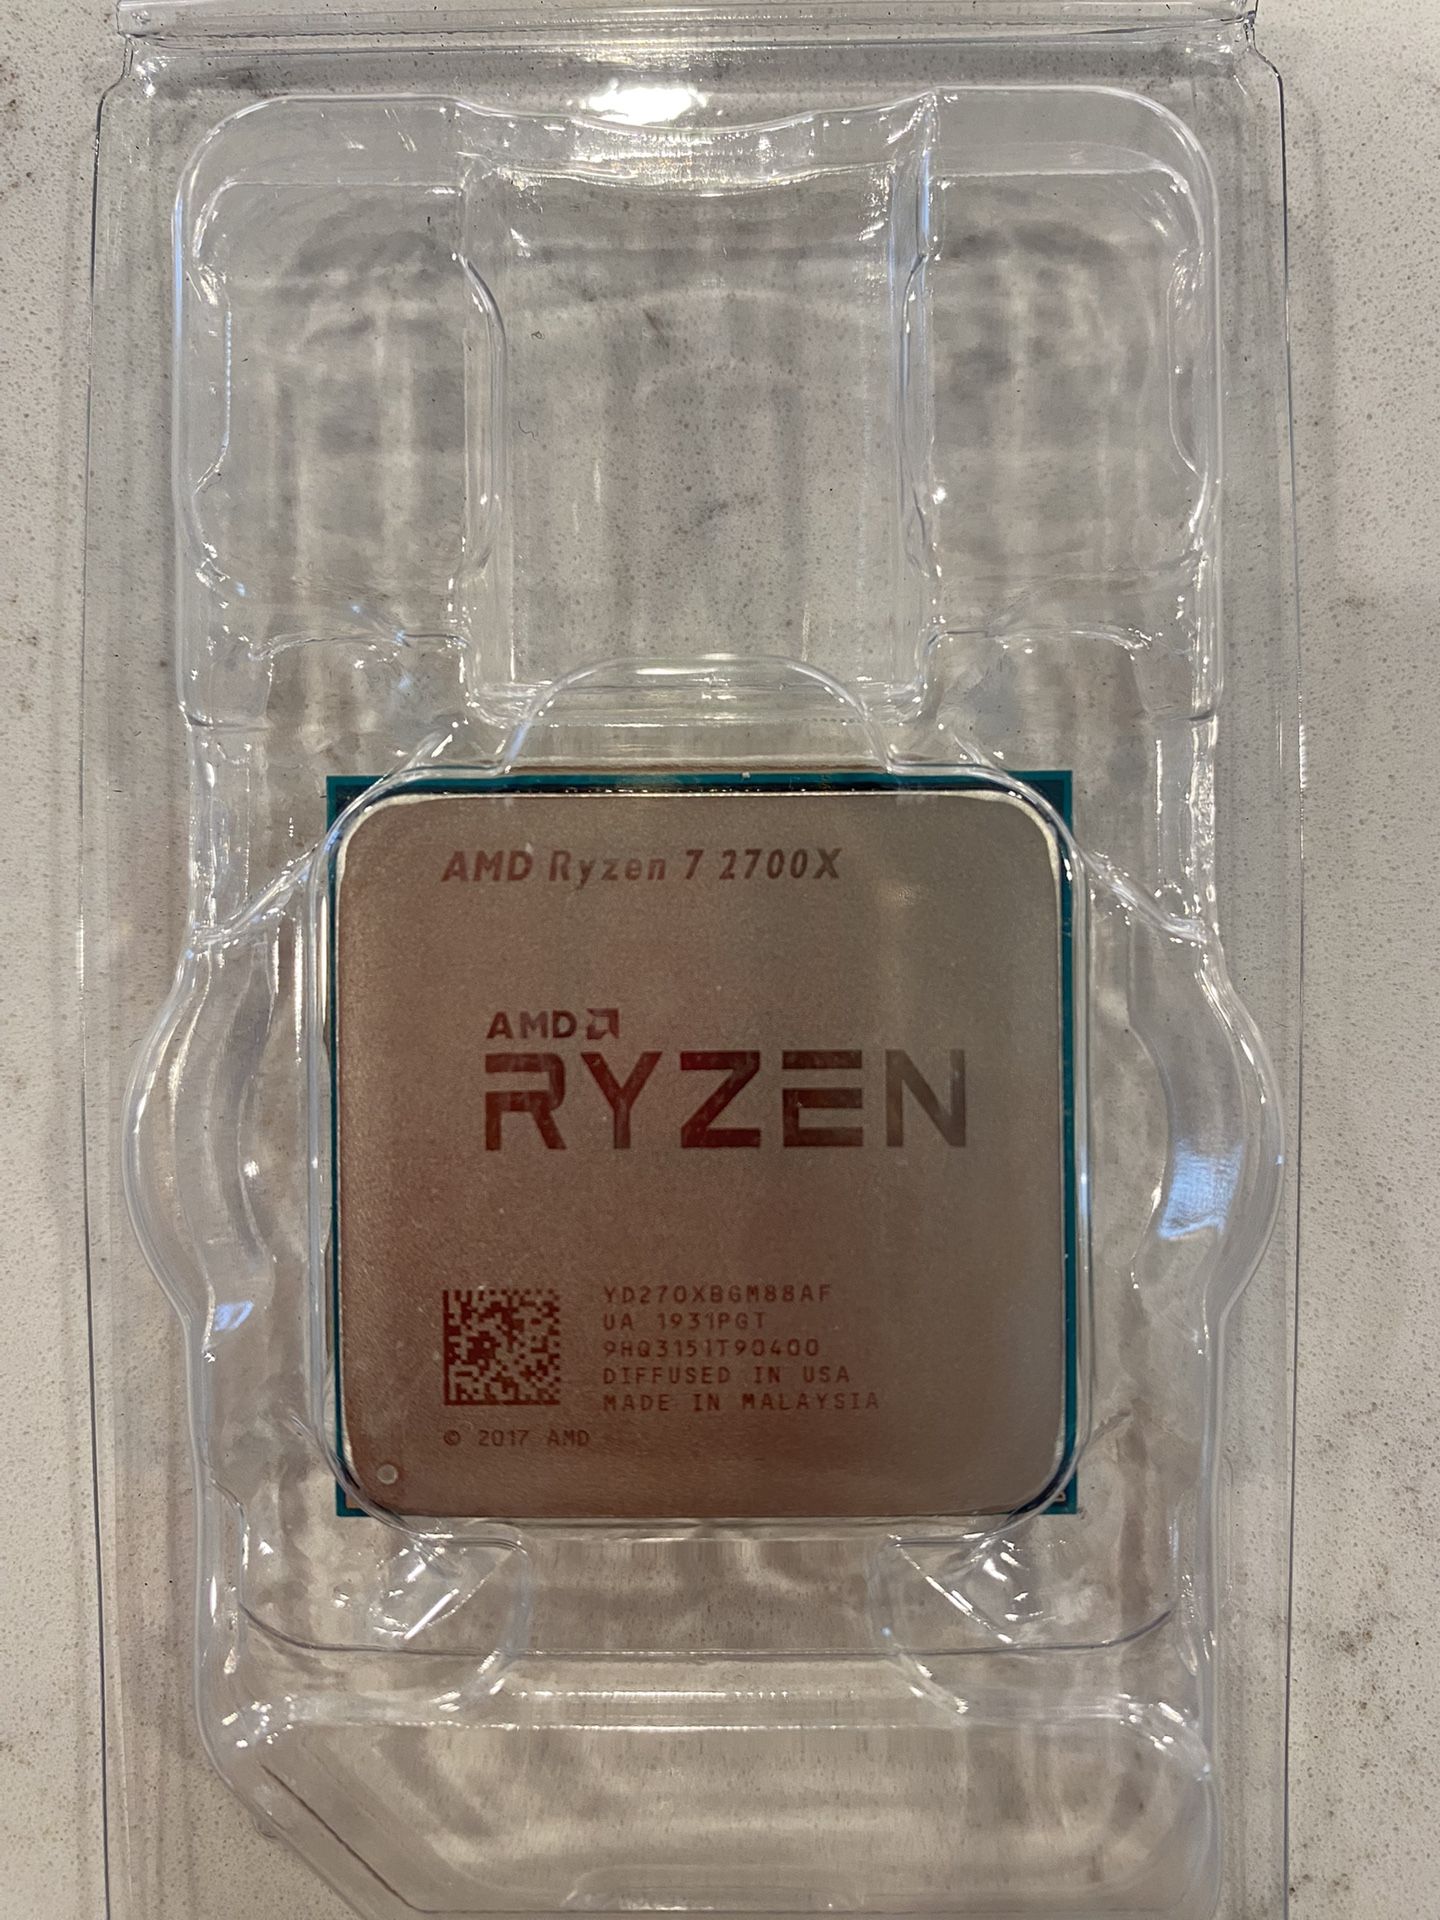 AMD Ryzen 7 2700X
AMD
RYZEN
YD270XBGM88AF
UA 1931PGT
9HQ3151T90400
DIFFUSED IN USA
MADE IN MALAYSIA
© 2017 AMD